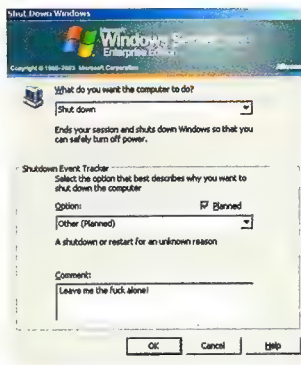 Shut Down Windows
Windows
Enterprise Edition
Copyright © 1985-2003 Microsoft Corporation
What do you want the computer to do?
Shut down
Ends your session and shuts down Windows so that you
can safely turn off power.
Shutdown Event Tracker
Select the option that best describes why you want to
shut down the computer
Option:
Planned
Other (Planned)
A shutdown or restart for an unknown reason
Comment:
Leave me the fuck alone!
OK
Cancel
Help